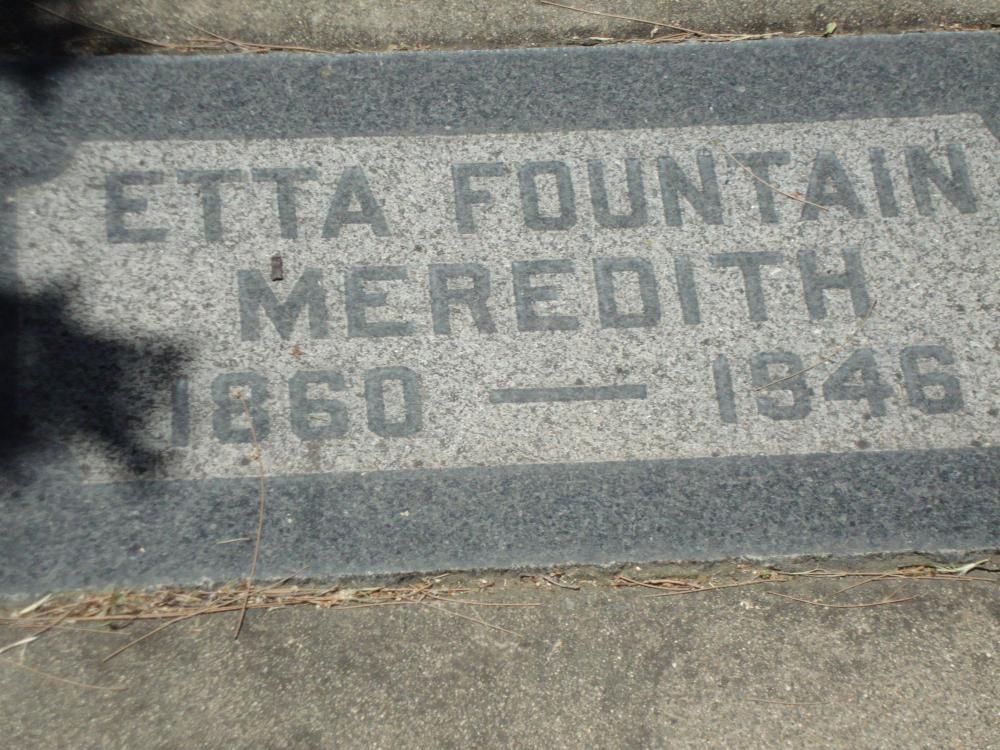 ETTA FOUNTAIN
MEREDITH
1860 — 1946